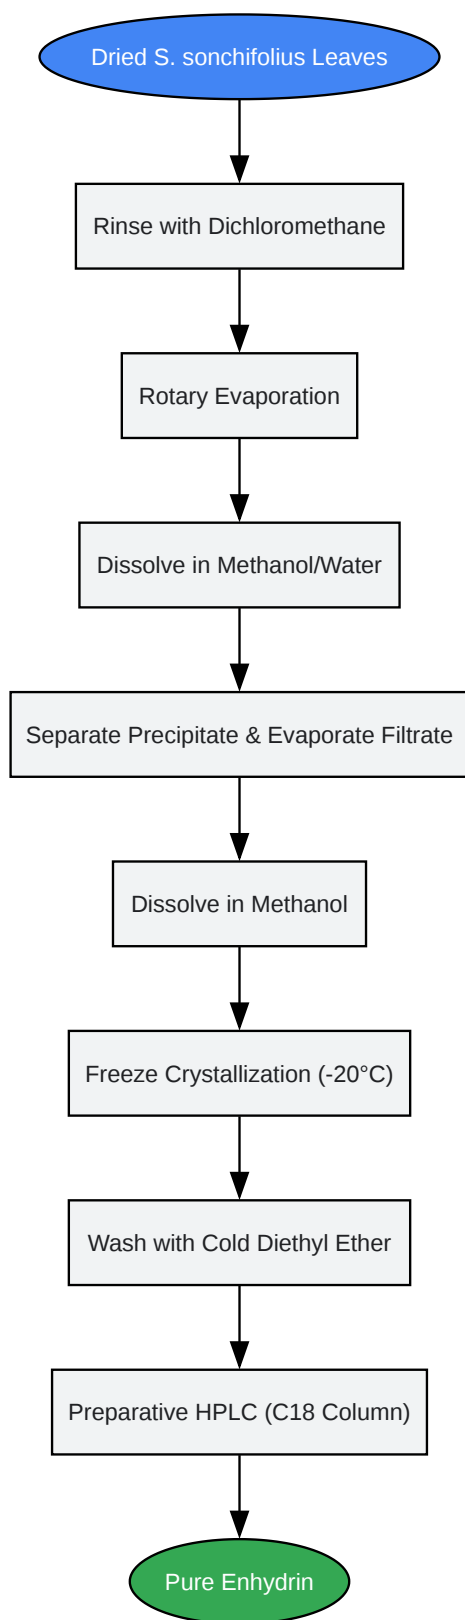 Dried S. sonchifolius Leaves
Rinse with Dichloromethane
Rotary Evaporation
Dissolve in Methanol/Water
Separate Precipitate & Evaporate Filtrate
Dissolve in Methanol
Freeze Crystallization (-20°C)
Wash with Cold Diethyl Ether
Preparative HPLC (C18 Column)
Pure Enhydrin